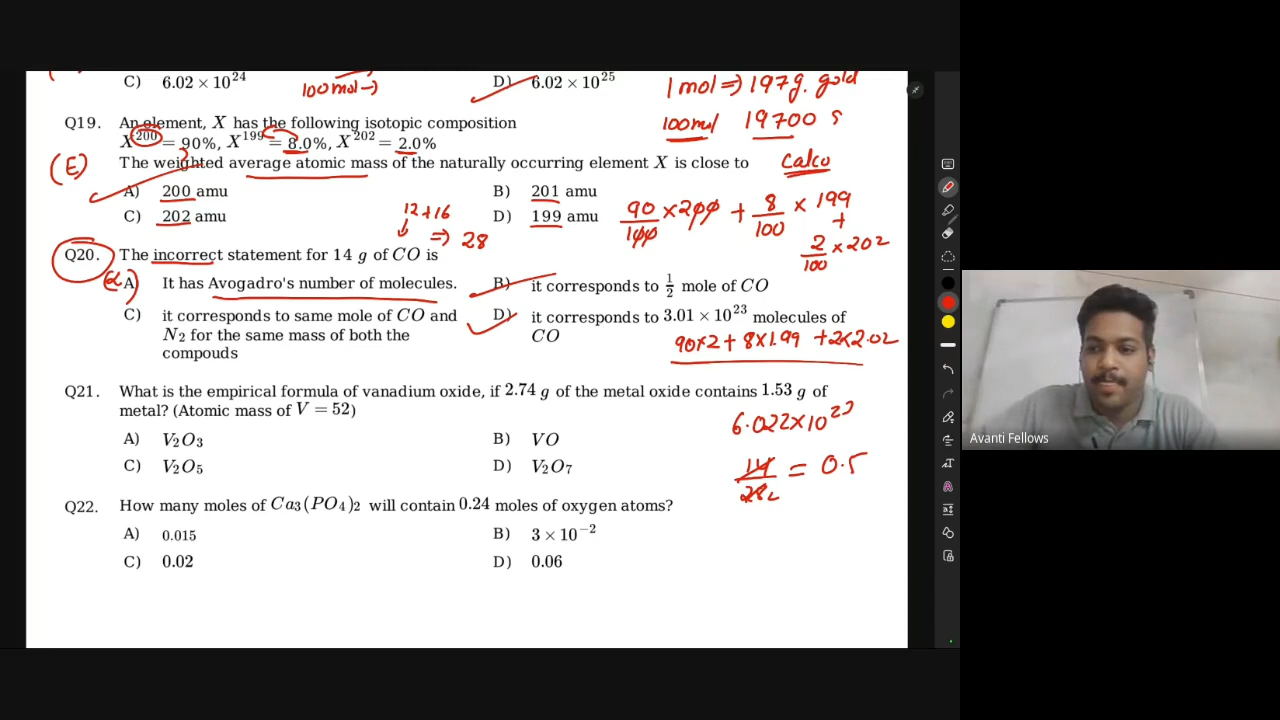 C) 6.02 × 10^24
100mol →
D) 6.02 × 10^25
1 mol ⇒ 197g. gold
100mol 19700 g
Q19. An element, X has the following isotopic composition
X^200 = 90%, X^199 = 8.0%, X^202 = 2.0%
(E) The weighted average atomic mass of the naturally occurring element X is close to
Calcu
A) 200 amu
B) 201 amu
C) 202 amu
D) 199 amu
90/100 × 200 + 8/100 × 199
+
2/100 × 202
12 + 16
⇒ 28
Q20. The incorrect statement for 14 g of CO is
A) It has Avogadro's number of molecules.
B) it corresponds to 1/2 mole of CO
C) it corresponds to same mole of CO and
N₂ for the same mass of both the
compouds
D) it corresponds to 3.01 × 10^23 molecules of
CO
90×2 + 8×1.99 + 2×2.02
Q21. What is the empirical formula of vanadium oxide, if 2.74 g of the metal oxide contains 1.53 g of
metal? (Atomic mass of V = 52)
6.022×10^23
A) V₂O₃
B) VO
C) V₂O₅
D) V₂O₇
14/28 2 = 0.5
Q22. How many moles of Ca₃(PO₄)₂ will contain 0.24 moles of oxygen atoms?
A) 0.015
B) 3 × 10^−2
C) 0.02
D) 0.06
Avanti Fellows